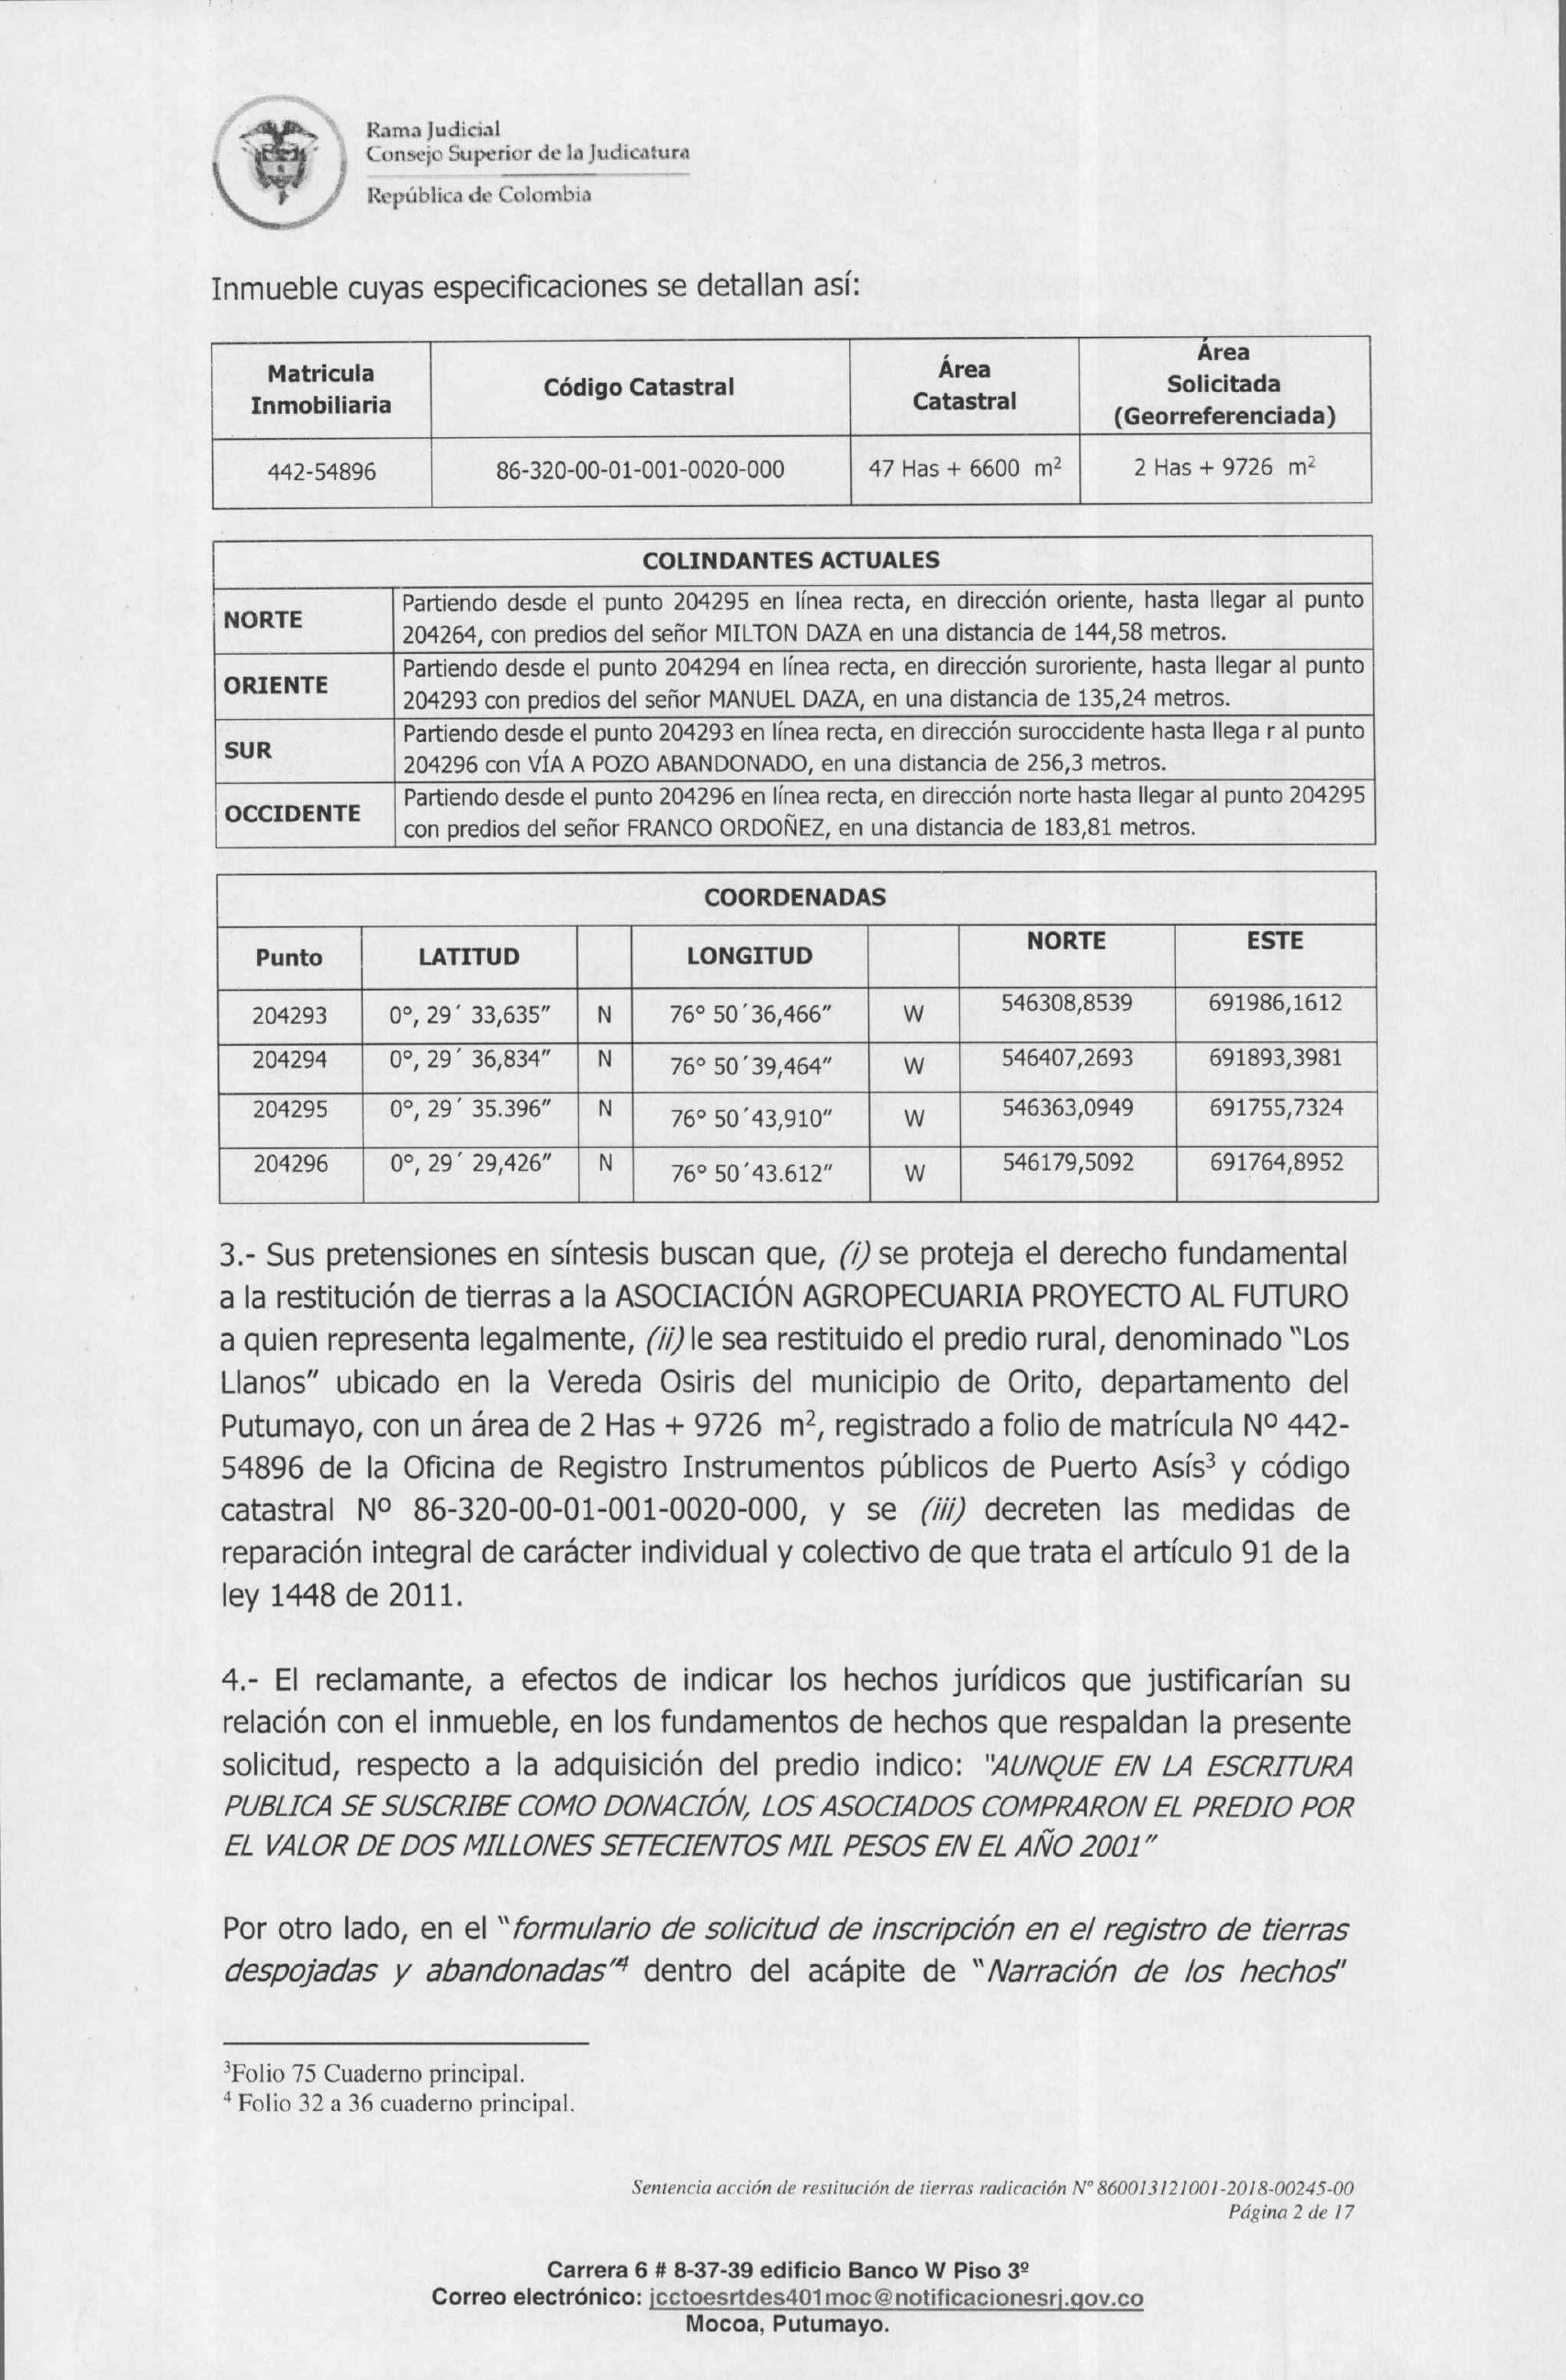 Rama Judicial
Consejo Superior de la Judicatura
República de Colombia
Inmueble cuyas especificaciones se detallan así:
Matricula Inmobiliaria | Código Catastral | Área Catastral | Área Solicitada (Georreferenciada)
442-54896 | 86-320-00-01-001-0020-000 | 47 Has + 6600 m² | 2 Has + 9726 m²
COLINDANTES ACTUALES
NORTE
Partiendo desde el punto 204295 en línea recta, en dirección oriente, hasta llegar al punto
204264, con predios del señor MILTON DAZA en una distancia de 144,58 metros.
ORIENTE
Partiendo desde el punto 204294 en línea recta, en dirección suroriente, hasta llegar al punto
204293 con predios del señor MANUEL DAZA, en una distancia de 135,24 metros.
SUR
Partiendo desde el punto 204293 en línea recta, en dirección suroccidente hasta llega r al punto
204296 con VÍA A POZO ABANDONADO, en una distancia de 256,3 metros.
OCCIDENTE
Partiendo desde el punto 204296 en línea recta, en dirección norte hasta llegar al punto 204295
con predios del señor FRANCO ORDOÑEZ, en una distancia de 183,81 metros.
COORDENADAS
Punto | LATITUD | | LONGITUD | | NORTE | ESTE
204293 | 0°, 29´ 33,635" | N | 76° 50´36,466" | W | 546308,8539 | 691986,1612
204294 | 0°, 29´ 36,834" | N | 76° 50´39,464" | W | 546407,2693 | 691893,3981
204295 | 0°, 29´ 35.396" | N | 76° 50´43,910" | W | 546363,0949 | 691755,7324
204296 | 0°, 29´ 29,426" | N | 76° 50´43.612" | W | 546179,5092 | 691764,8952
3.- Sus pretensiones en síntesis buscan que, (i) se proteja el derecho fundamental
a la restitución de tierras a la ASOCIACIÓN AGROPECUARIA PROYECTO AL FUTURO
a quien representa legalmente, (ii) le sea restituido el predio rural, denominado "Los
Llanos" ubicado en la Vereda Osiris del municipio de Orito, departamento del
Putumayo, con un área de 2 Has + 9726 m², registrado a folio de matrícula Nº 442-
54896 de la Oficina de Registro Instrumentos públicos de Puerto Asís³ y código
catastral Nº 86-320-00-01-001-0020-000, y se (iii) decreten las medidas de
reparación integral de carácter individual y colectivo de que trata el artículo 91 de la
ley 1448 de 2011.
4.- El reclamante, a efectos de indicar los hechos jurídicos que justificarían su
relación con el inmueble, en los fundamentos de hechos que respaldan la presente
solicitud, respecto a la adquisición del predio indico: "AUNQUE EN LA ESCRITURA
PUBLICA SE SUSCRIBE COMO DONACIÓN, LOS ASOCIADOS COMPRARON EL PREDIO POR
EL VALOR DE DOS MILLONES SETECIENTOS MIL PESOS EN EL AÑO 2001"
Por otro lado, en el "formulario de solicitud de inscripción en el registro de tierras
despojadas y abandonadas"⁴ dentro del acápite de "Narración de los hechos"
³Folio 75 Cuaderno principal.
⁴ Folio 32 a 36 cuaderno principal.
Sentencia acción de restitución de tierras radicación N° 860013121001-2018-00245-00
Página 2 de 17
Carrera 6 # 8-37-39 edificio Banco W Piso 3º
Correo electrónico: jcctoesrtdes401moc@notificacionesrj.gov.co
Mocoa, Putumayo.